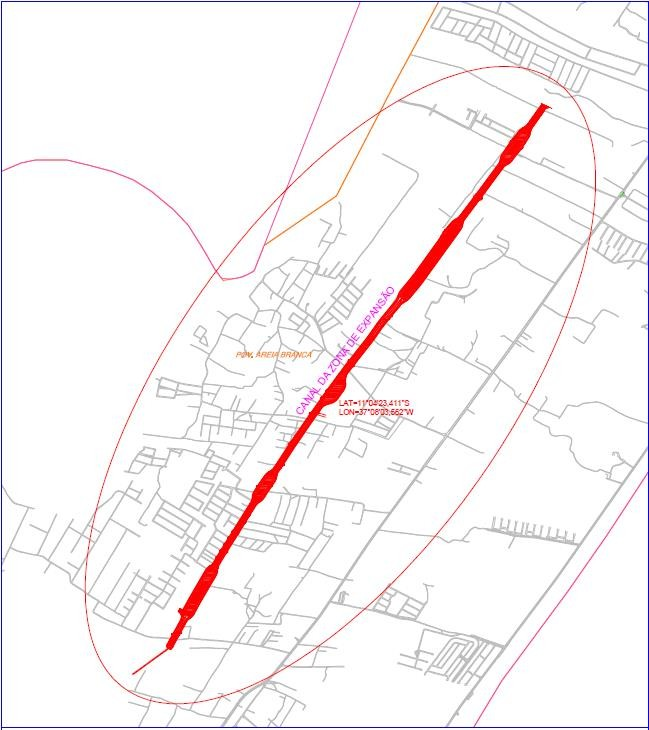 CANAL DA ZONA DE EXPANSÃO
POV. AREIA BRANCA
LAT=11°04'23,411"S
LON=37°08'03,662"W